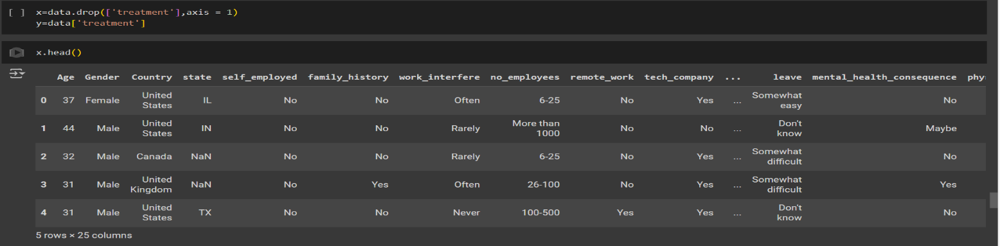 [ ] x=data.drop(['treatment'],axis = 1)
y=data['treatment']
x.head()
Age Gender Country state self_employed family_history work_interfere no_employees remote_work tech_company ... leave mental_health_consequence phy
0 37 Female United States IL No No Often 6-25 No Yes ... Somewhat easy No
1 44 Male United States IN No No Rarely More than 1000 No No ... Don't know Maybe
2 32 Male Canada NaN No No Rarely 6-25 No Yes ... Somewhat difficult No
3 31 Male United Kingdom NaN No Yes Often 26-100 No Yes ... Somewhat difficult Yes
4 31 Male United States TX No No Never 100-500 Yes Yes ... Don't know No
5 rows × 25 columns